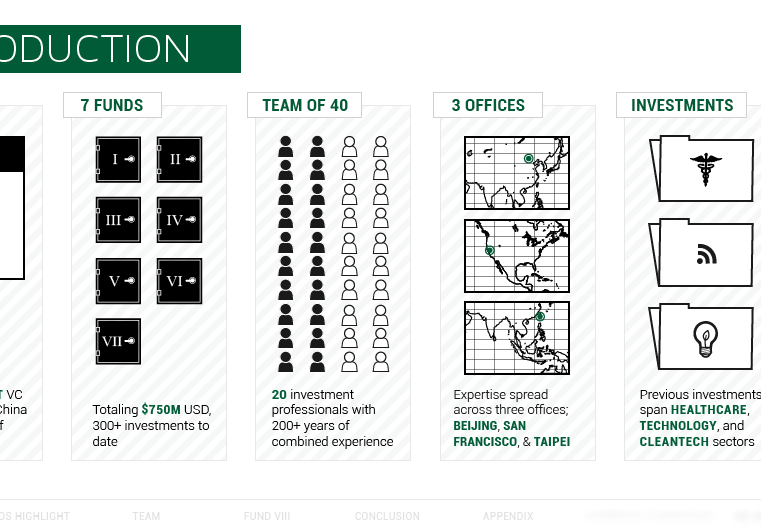 ODUCTION
7 FUNDS
TEAM OF 40
3 OFFICES
INVESTMENTS
I
II
III
IV
V
VI
VII
T VC
China
f
Totaling $750M USD,
300+ investments to
date
20 investment
professionals with
200+ years of
combined experience
Expertise spread
across three offices;
BEIJING, SAN
FRANCISCO, & TAIPEI
Previous investments
span HEALTHCARE,
TECHNOLOGY, and
CLEANTECH sectors
DS HIGHLIGHT
TEAM
FUND VIII
CONCLUSION
APPENDIX